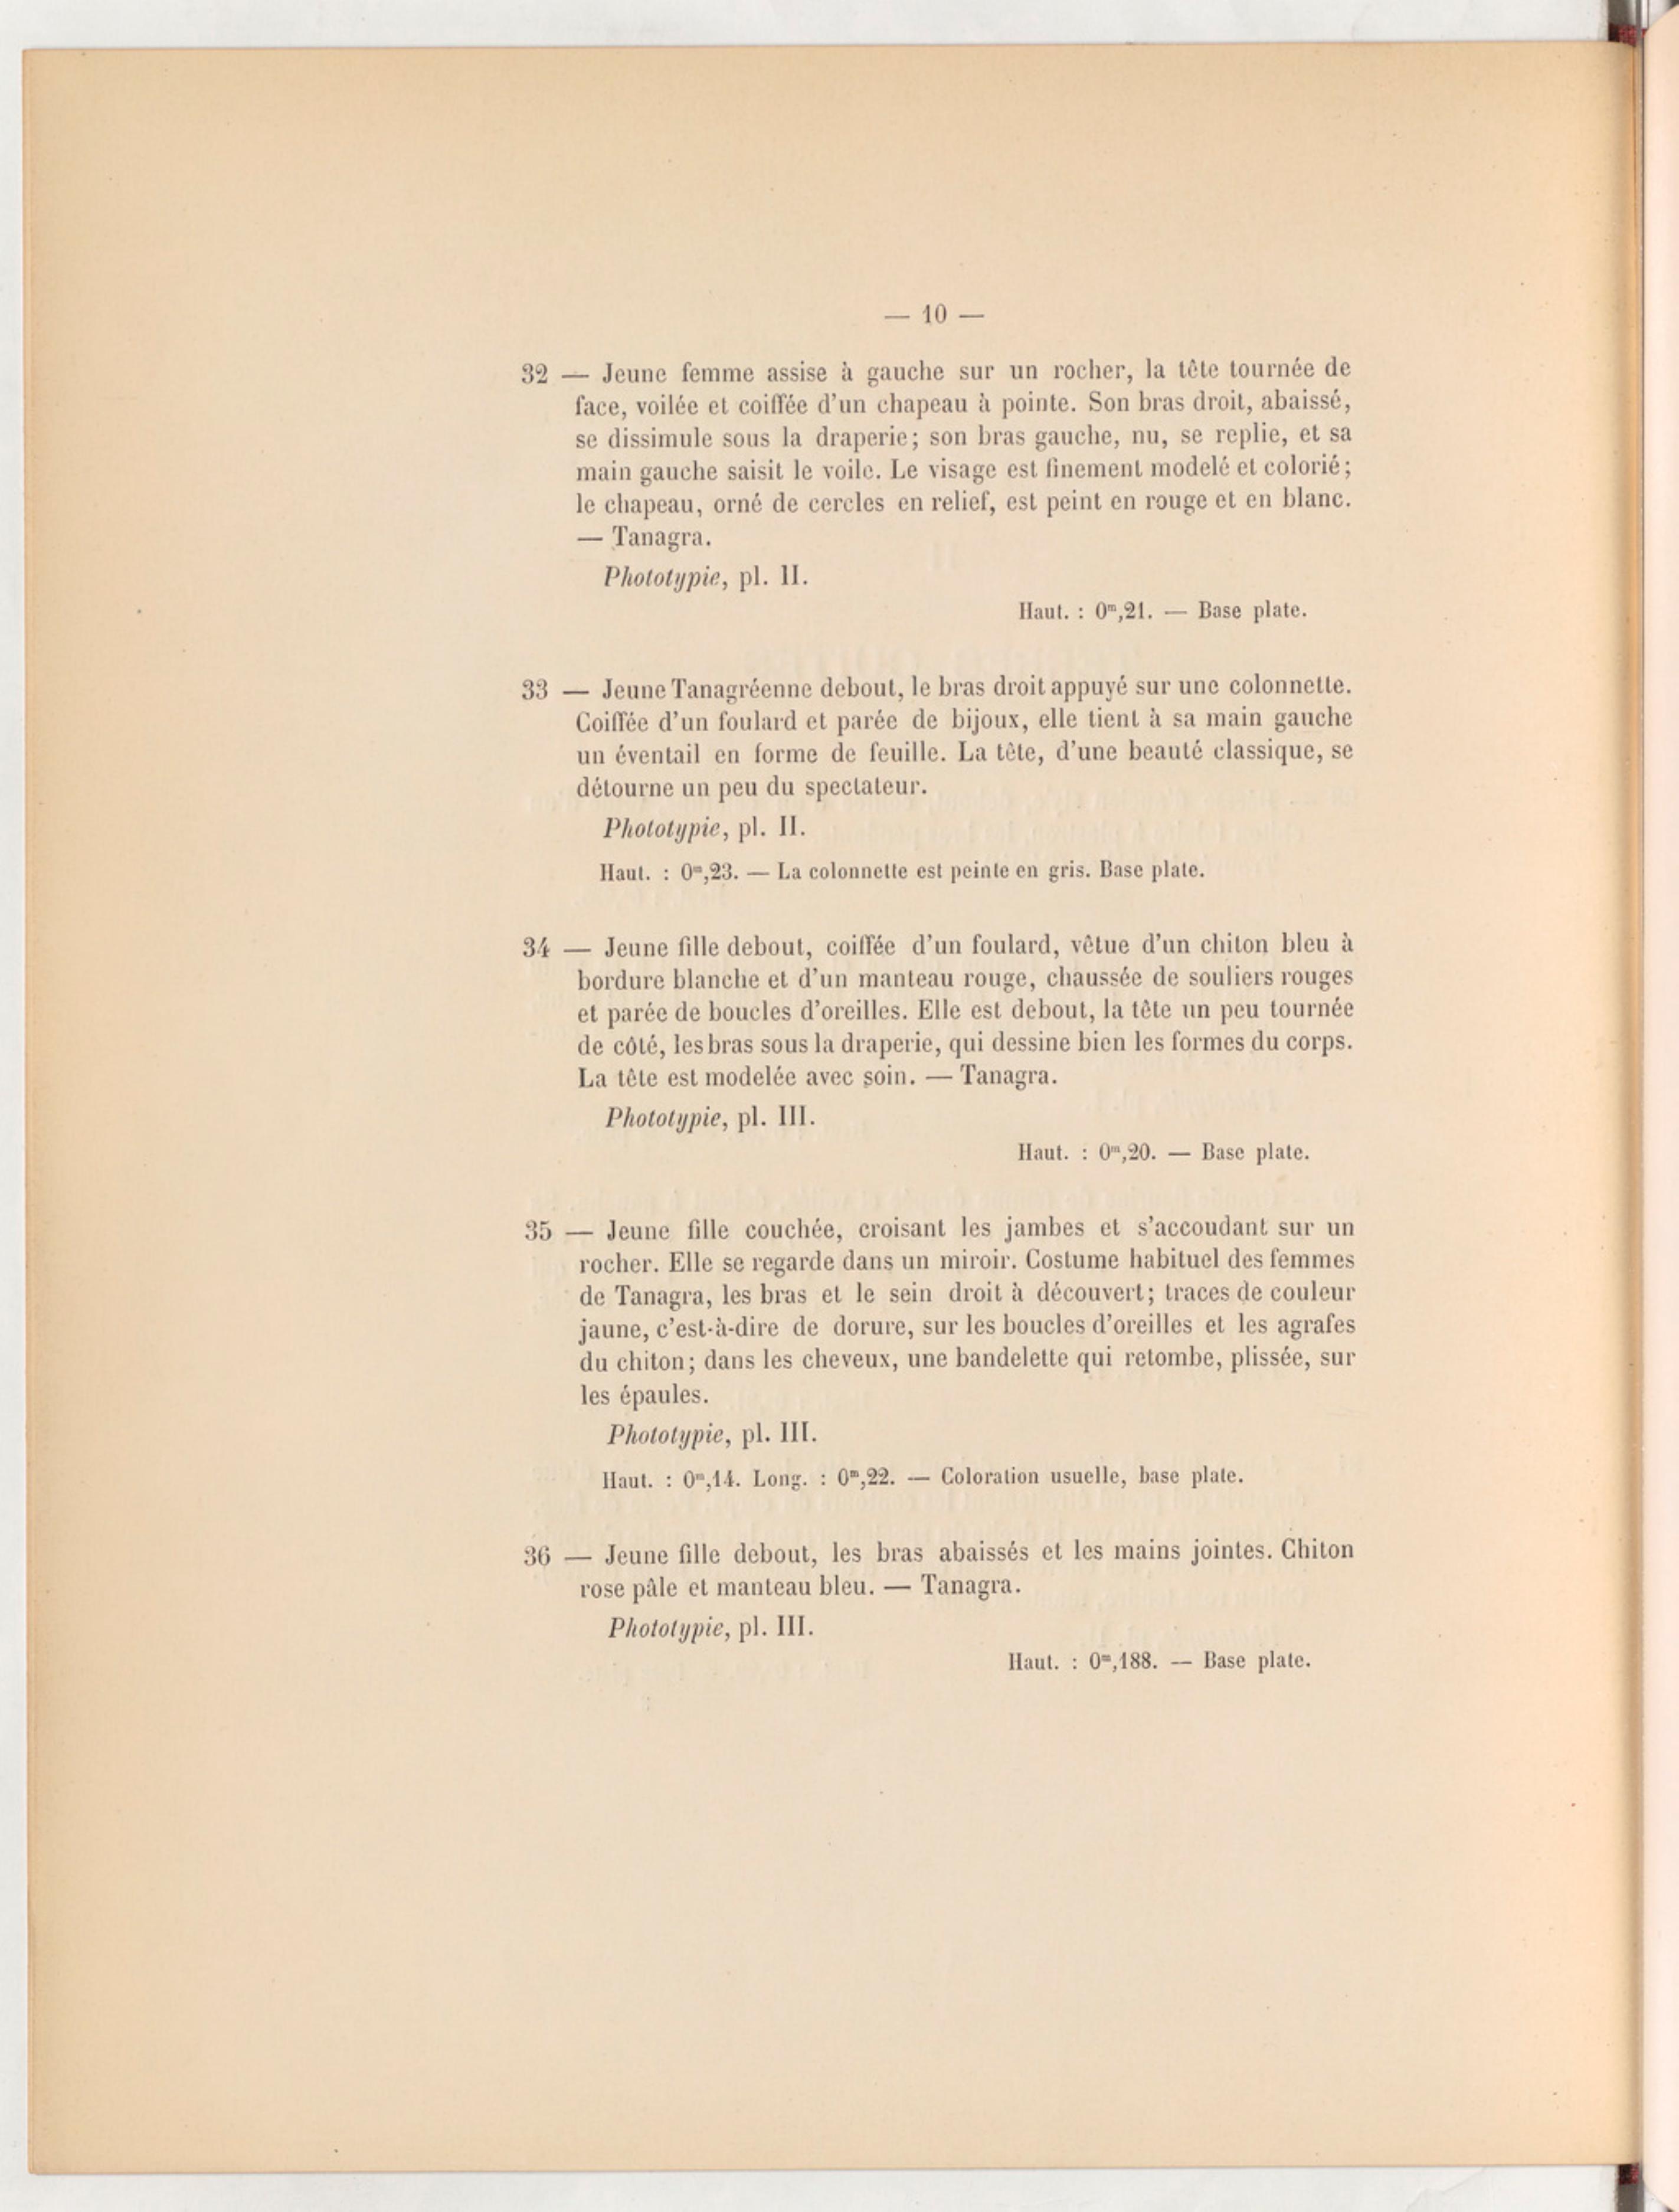 — 10 —
32 — Jeune femme assise à gauche sur un rocher, la tête tournée de
face, voilée et coiffée d'un chapeau à pointe. Son bras droit, abaissé,
se dissimule sous la draperie; son bras gauche, nu, se replie, et sa
main gauche saisit le voile. Le visage est finement modelé et colorié;
le chapeau, orné de cercles en relief, est peint en rouge et en blanc.
— Tanagra.
Phototypie, pl. II.
Haut. : 0ᵐ,21. — Base plate.
33 — Jeune Tanagréenne debout, le bras droit appuyé sur une colonnette.
Coiffée d'un foulard et parée de bijoux, elle tient à sa main gauche
un éventail en forme de feuille. La tête, d'une beauté classique, se
détourne un peu du spectateur.
Phototypie, pl. II.
Haut. : 0ᵐ,23. — La colonnette est peinte en gris. Base plate.
34 — Jeune fille debout, coiffée d'un foulard, vêtue d'un chiton bleu à
bordure blanche et d'un manteau rouge, chaussée de souliers rouges
et parée de boucles d'oreilles. Elle est debout, la tête un peu tournée
de côté, les bras sous la draperie, qui dessine bien les formes du corps.
La tête est modelée avec soin. — Tanagra.
Phototypie, pl. III.
Haut. : 0ᵐ,20. — Base plate.
35 — Jeune fille couchée, croisant les jambes et s'accoudant sur un
rocher. Elle se regarde dans un miroir. Costume habituel des femmes
de Tanagra, les bras et le sein droit à découvert; traces de couleur
jaune, c'est-à-dire de dorure, sur les boucles d'oreilles et les agrafes
du chiton; dans les cheveux, une bandelette qui retombe, plissée, sur
les épaules.
Phototypie, pl. III.
Haut. : 0ᵐ,14. Long. : 0ᵐ,22. — Coloration usuelle, base plate.
36 — Jeune fille debout, les bras abaissés et les mains jointes. Chiton
rose pâle et manteau bleu. — Tanagra.
Phototypie, pl. III.
Haut. : 0ᵐ,188. — Base plate.